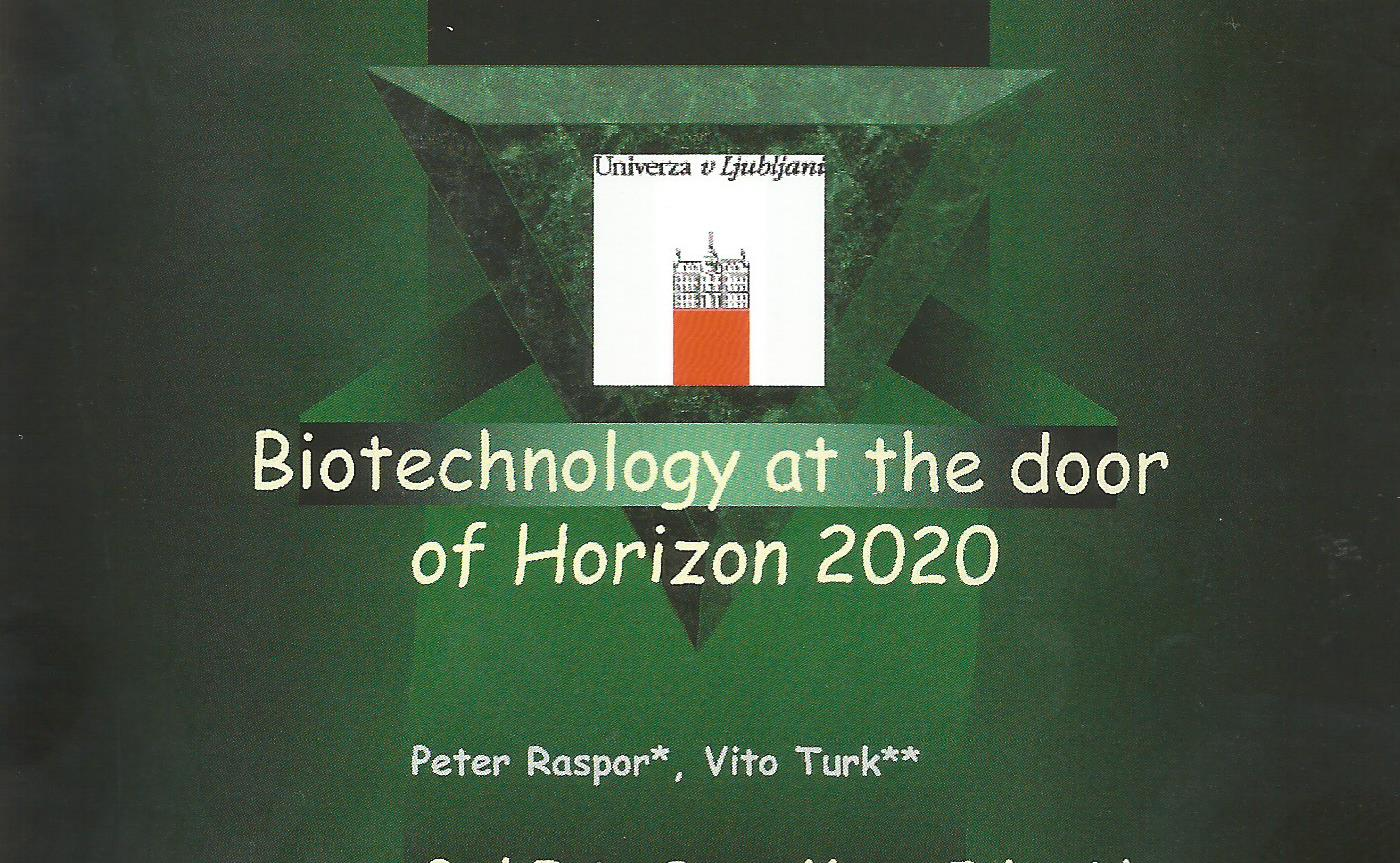 Univerza v Ljubljani
Biotechnology at the door
of Horizon 2020
Peter Raspor*, Vito Turk**